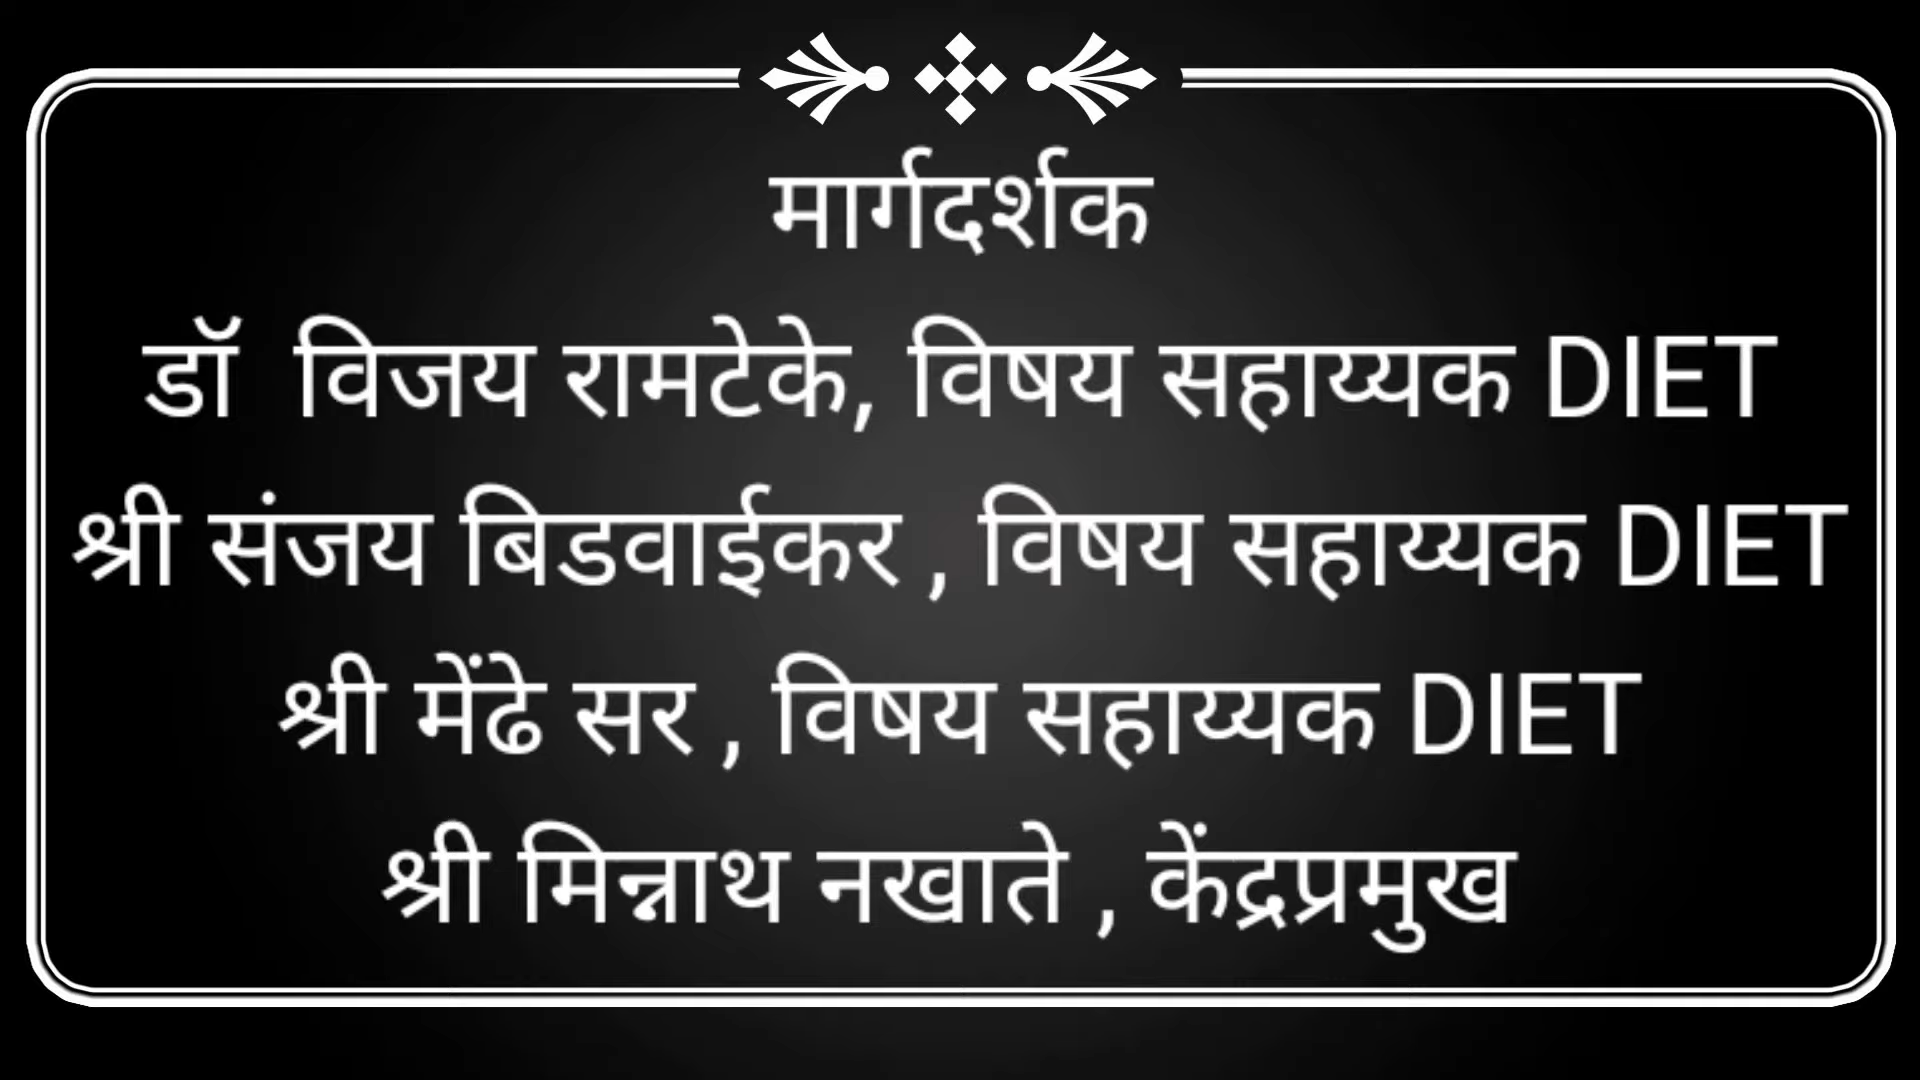 मार्गदर्शक
डॉ विजय रामटेके, विषय सहाय्यक DIET
श्री संजय बिडवाईकर , विषय सहाय्यक DIET
श्री मेंढे सर , विषय सहाय्यक DIET
श्री मिन्नाथ नखाते , केंद्रप्रमुख